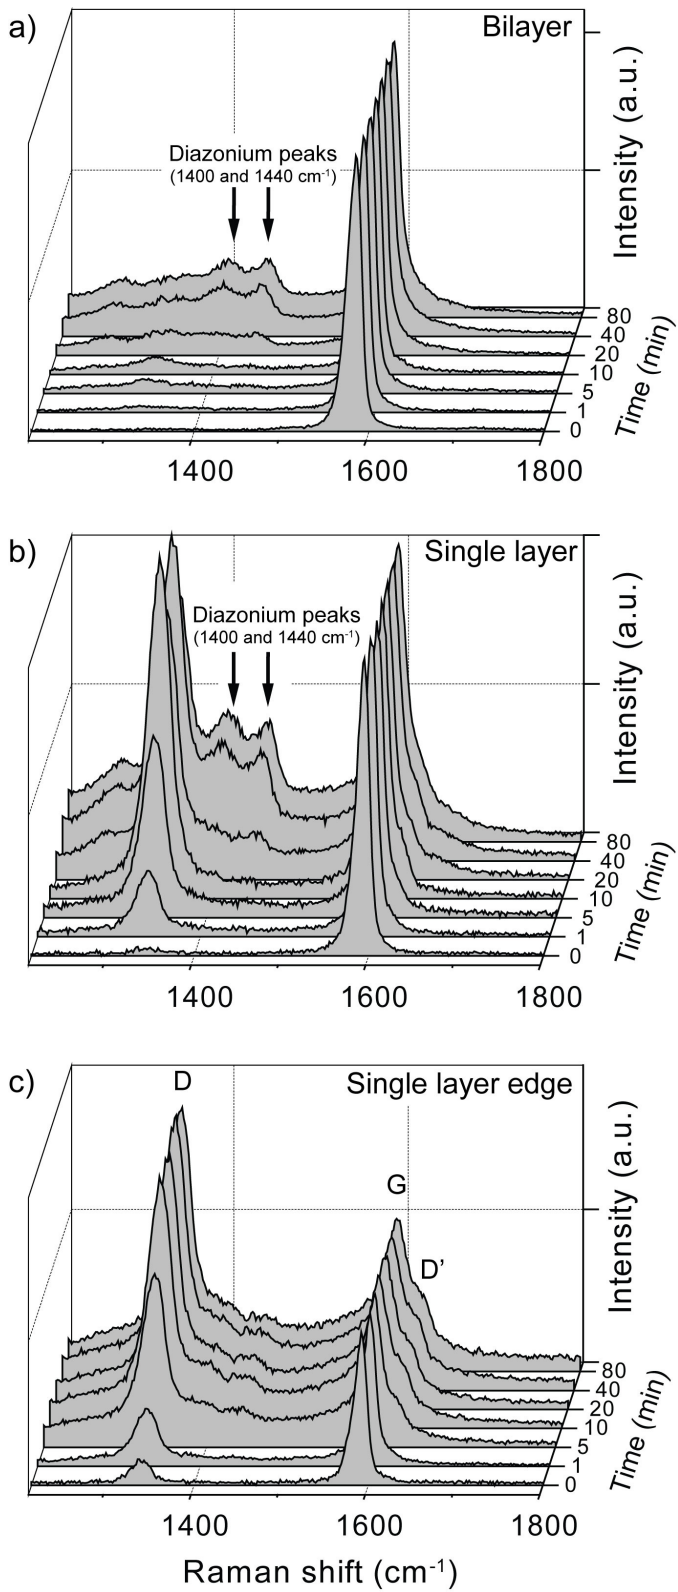 a)
Bilayer
Diazonium peaks
(1400 and 1440 cm-1)
Intensity (a.u.)
80
40
20
10
5
1
0
Time (min)
1400
1600
1800
b)
Single layer
Diazonium peaks
(1400 and 1440 cm-1)
Intensity (a.u.)
80
40
20
10
5
1
0
Time (min)
1400
1600
1800
c)
D
Single layer edge
G
D'
Intensity (a.u.)
80
40
20
10
5
1
0
Time (min)
1400
1600
1800
Raman shift (cm-1)